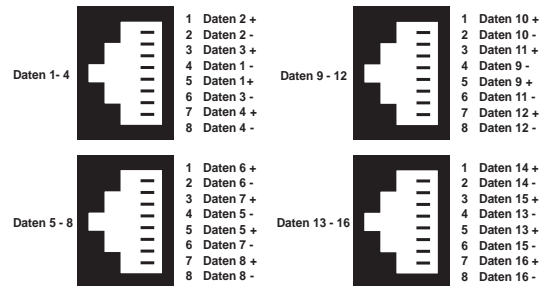 Daten 1- 4
1 Daten 2 +
2 Daten 2 -
3 Daten 3 +
4 Daten 1 -
5 Daten 1+
6 Daten 3 -
7 Daten 4 +
8 Daten 4 -
Daten 9 - 12
1 Daten 10 +
2 Daten 10 -
3 Daten 11 +
4 Daten 9 -
5 Daten 9 +
6 Daten 11 -
7 Daten 12 +
8 Daten 12 -
Daten 5 - 8
1 Daten 6 +
2 Daten 6 -
3 Daten 7 +
4 Daten 5 -
5 Daten 5 +
6 Daten 7 -
7 Daten 8 +
8 Daten 8 -
Daten 13 - 16
1 Daten 14 +
2 Daten 14 -
3 Daten 15 +
4 Daten 13 -
5 Daten 13 +
6 Daten 15 -
7 Daten 16 +
8 Daten 16 -